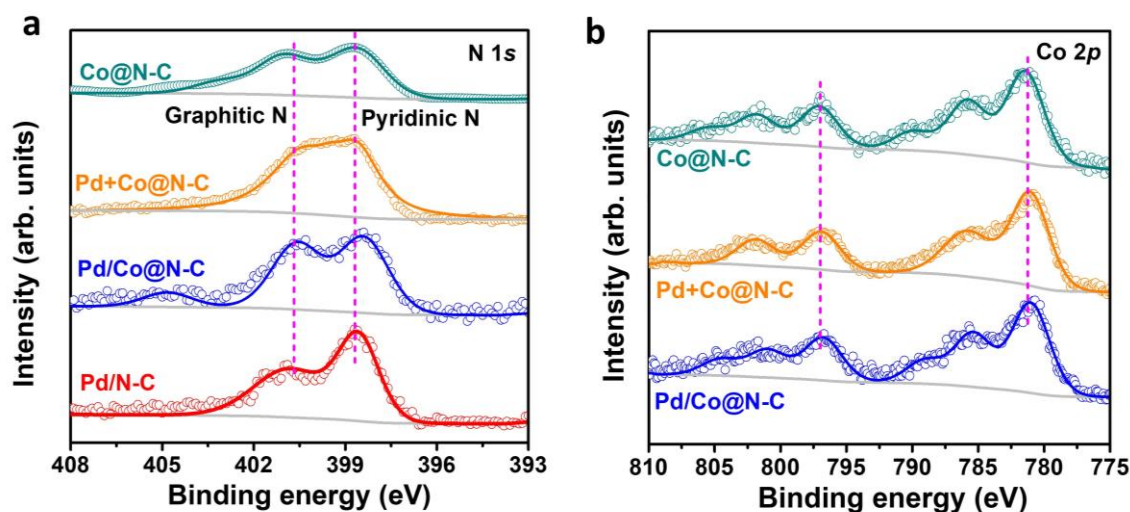 a
N 1s
Co@N-C
Graphitic N
Pyridinic N
Pd+Co@N-C
Pd/Co@N-C
Pd/N-C
Intensity (arb. units)
408 405 402 399 396 393
Binding energy (eV)
b
Co 2p
Co@N-C
Pd+Co@N-C
Pd/Co@N-C
Intensity (arb. units)
810 805 800 795 790 785 780 775
Binding energy (eV)